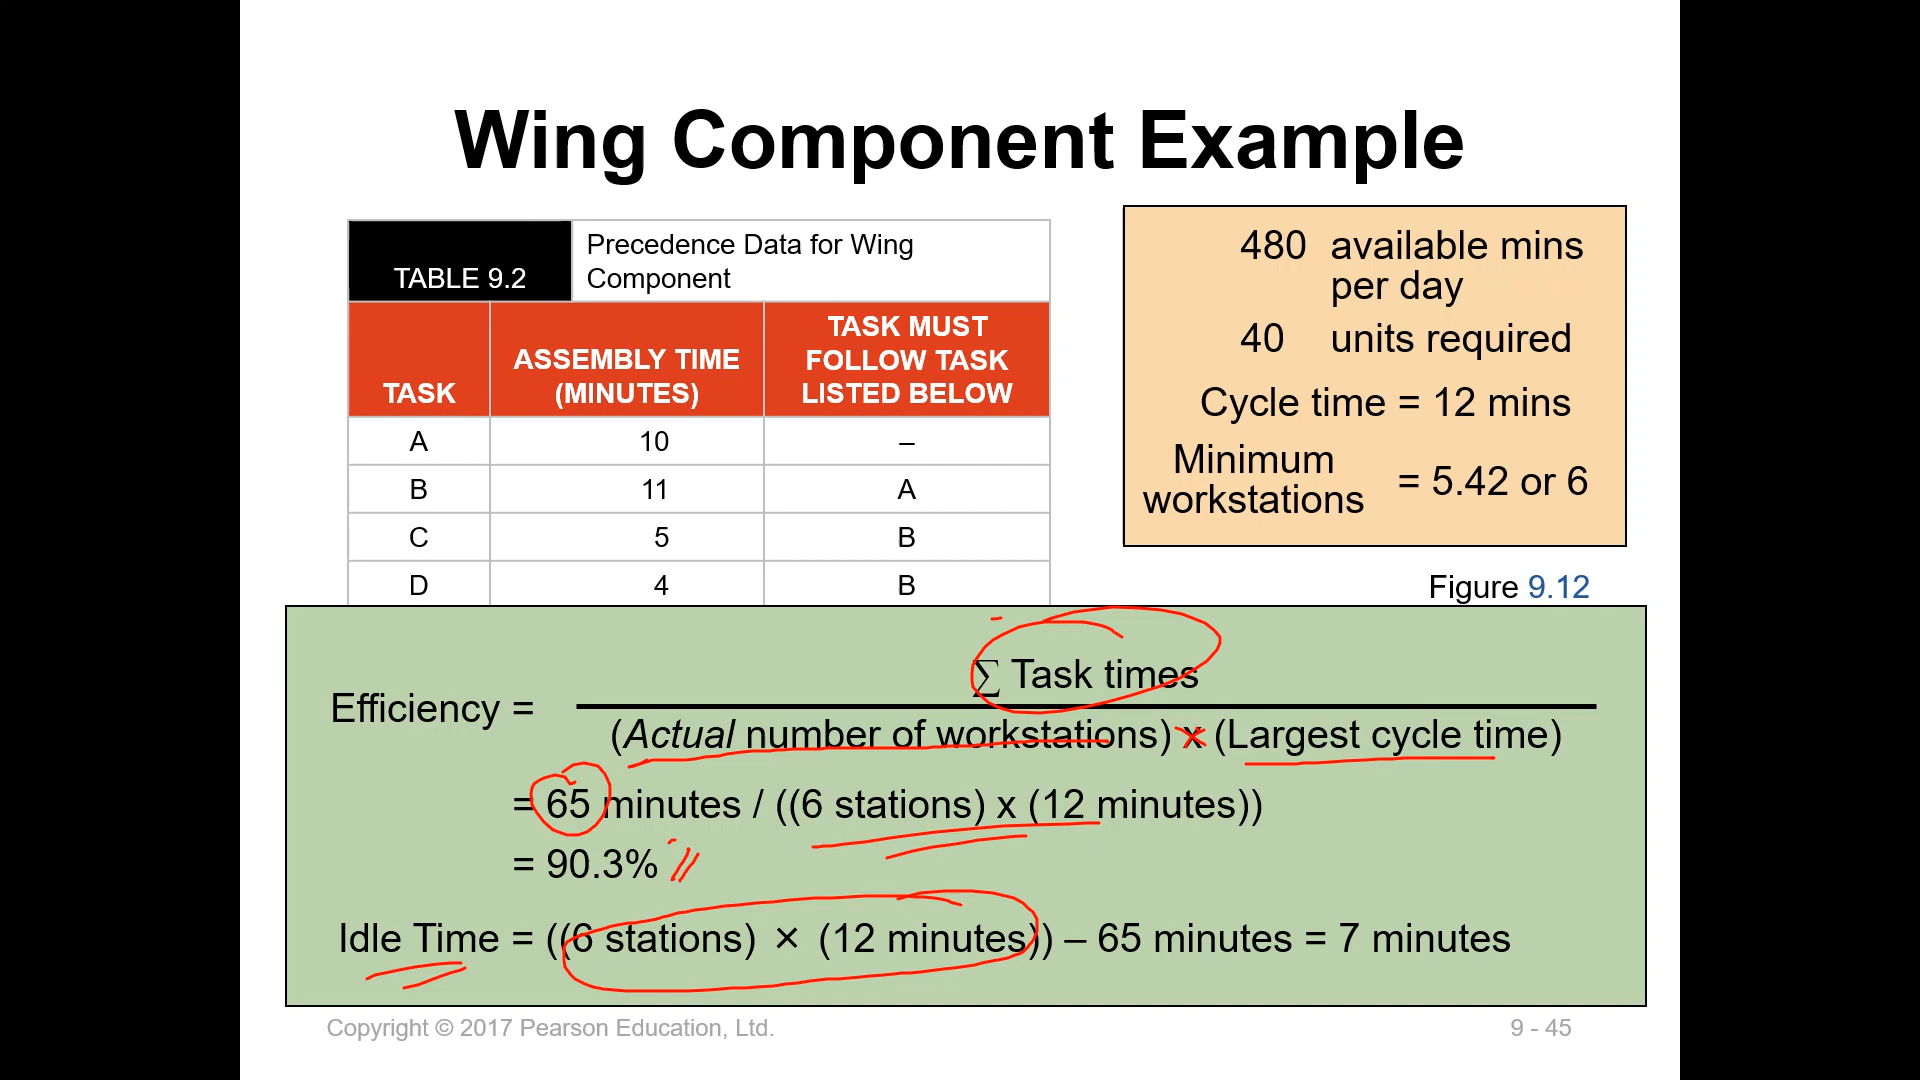 Wing Component Example
TABLE 9.2
Precedence Data for Wing
Component
TASK
ASSEMBLY TIME
(MINUTES)
TASK MUST
FOLLOW TASK
LISTED BELOW
A 10 –
B 11 A
C 5 B
D 4 B
480 available mins
per day
40 units required
Cycle time = 12 mins
Minimum
workstations = 5.42 or 6
Figure 9.12
∑ Task times
Efficiency =
(Actual number of workstations) x (Largest cycle time)
= 65 minutes / ((6 stations) x (12 minutes))
= 90.3%
Idle Time = ((6 stations) × (12 minutes)) – 65 minutes = 7 minutes
Copyright © 2017 Pearson Education, Ltd.
9 - 45